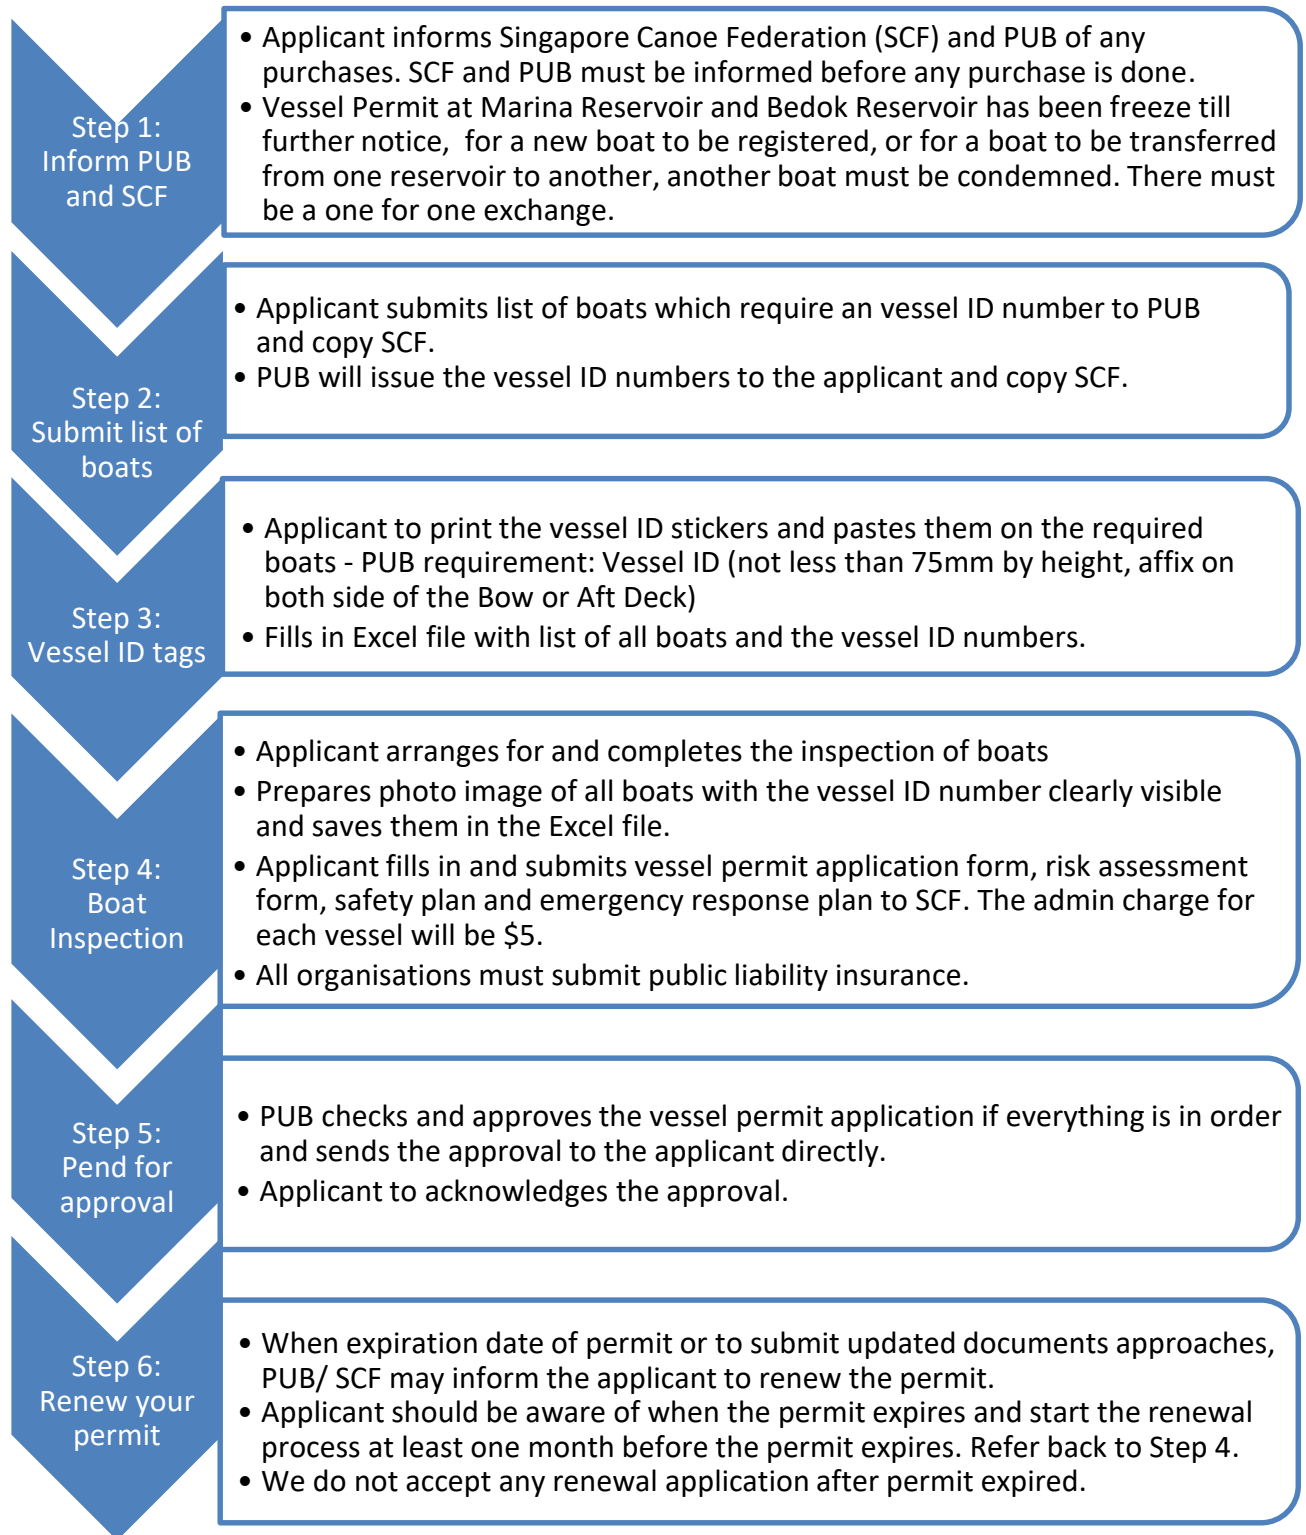 Step 1:
Inform PUB
and SCF
• Applicant informs Singapore Canoe Federation (SCF) and PUB of any
purchases. SCF and PUB must be informed before any purchase is done.
• Vessel Permit at Marina Reservoir and Bedok Reservoir has been freeze till
further notice,  for a new boat to be registered, or for a boat to be transferred
from one reservoir to another, another boat must be condemned. There must
be a one for one exchange.
Step 2:
Submit list of
boats
• Applicant submits list of boats which require an vessel ID number to PUB
and copy SCF.
• PUB will issue the vessel ID numbers to the applicant and copy SCF.
Step 3:
Vessel ID tags
• Applicant to print the vessel ID stickers and pastes them on the required
boats - PUB requirement: Vessel ID (not less than 75mm by height, affix on
both side of the Bow or Aft Deck)
• Fills in Excel file with list of all boats and the vessel ID numbers.
Step 4:
Boat
Inspection
• Applicant arranges for and completes the inspection of boats
• Prepares photo image of all boats with the vessel ID number clearly visible
and saves them in the Excel file.
• Applicant fills in and submits vessel permit application form, risk assessment
form, safety plan and emergency response plan to SCF. The admin charge for
each vessel will be $5.
• All organisations must submit public liability insurance.
Step 5:
Pend for
approval
• PUB checks and approves the vessel permit application if everything is in order
and sends the approval to the applicant directly.
• Applicant to acknowledges the approval.
Step 6:
Renew your
permit
• When expiration date of permit or to submit updated documents approaches,
PUB/ SCF may inform the applicant to renew the permit.
• Applicant should be aware of when the permit expires and start the renewal
process at least one month before the permit expires. Refer back to Step 4.
• We do not accept any renewal application after permit expired.